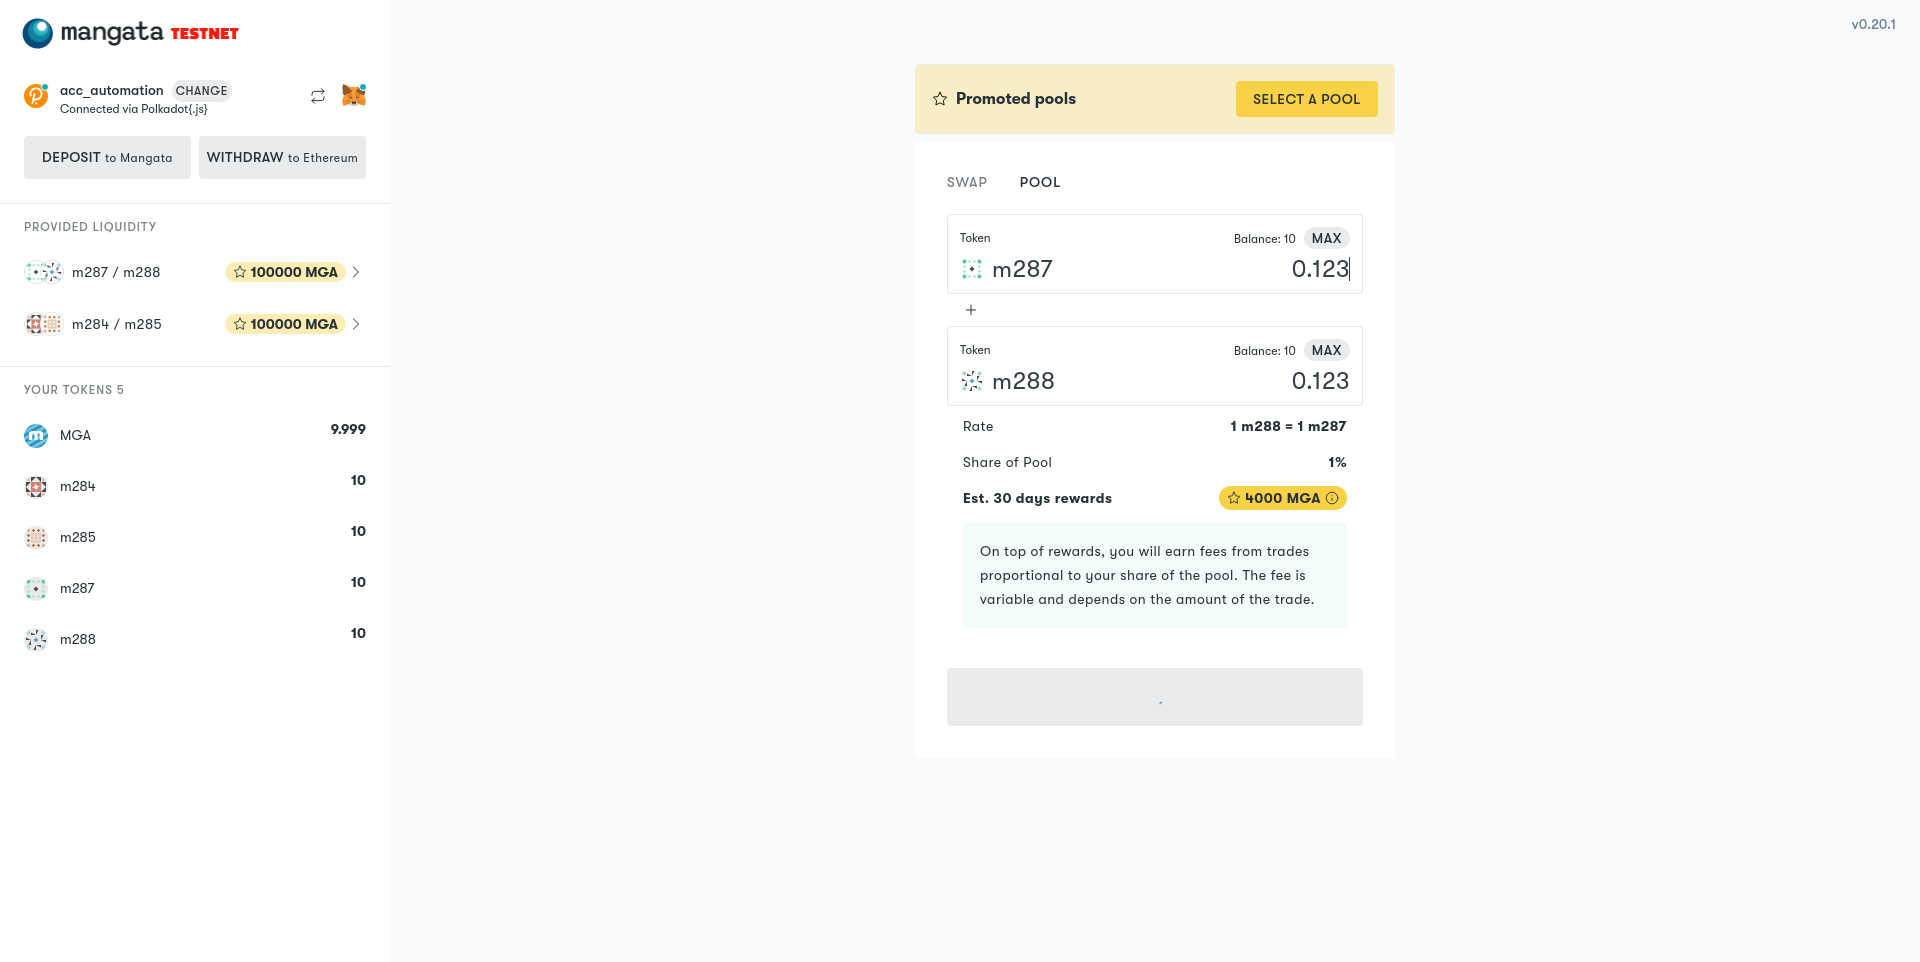 mangata TESTNET
v0.20.1
acc_automation CHANGE
Connected via Polkadot{.js}
DEPOSIT to Mangata
WITHDRAW to Ethereum
PROVIDED LIQUIDITY
m287 / m288 100000 MGA
m284 / m285 100000 MGA
YOUR TOKENS 5
MGA 9.999
m284 10
m285 10
m287 10
m288 10
Promoted pools SELECT A POOL
SWAP POOL
Token Balance: 10 MAX
m287 0.123
+
Token Balance: 10 MAX
m288 0.123
Rate 1 m288 = 1 m287
Share of Pool 1%
Est. 30 days rewards 4000 MGA
On top of rewards, you will earn fees from trades
proportional to your share of the pool. The fee is
variable and depends on the amount of the trade.